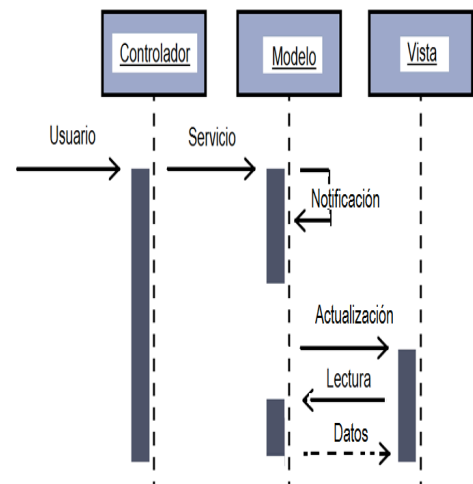 Controlador
Modelo
Vista
Usuario
Servicio
Notificación
Actualización
Lectura
Datos